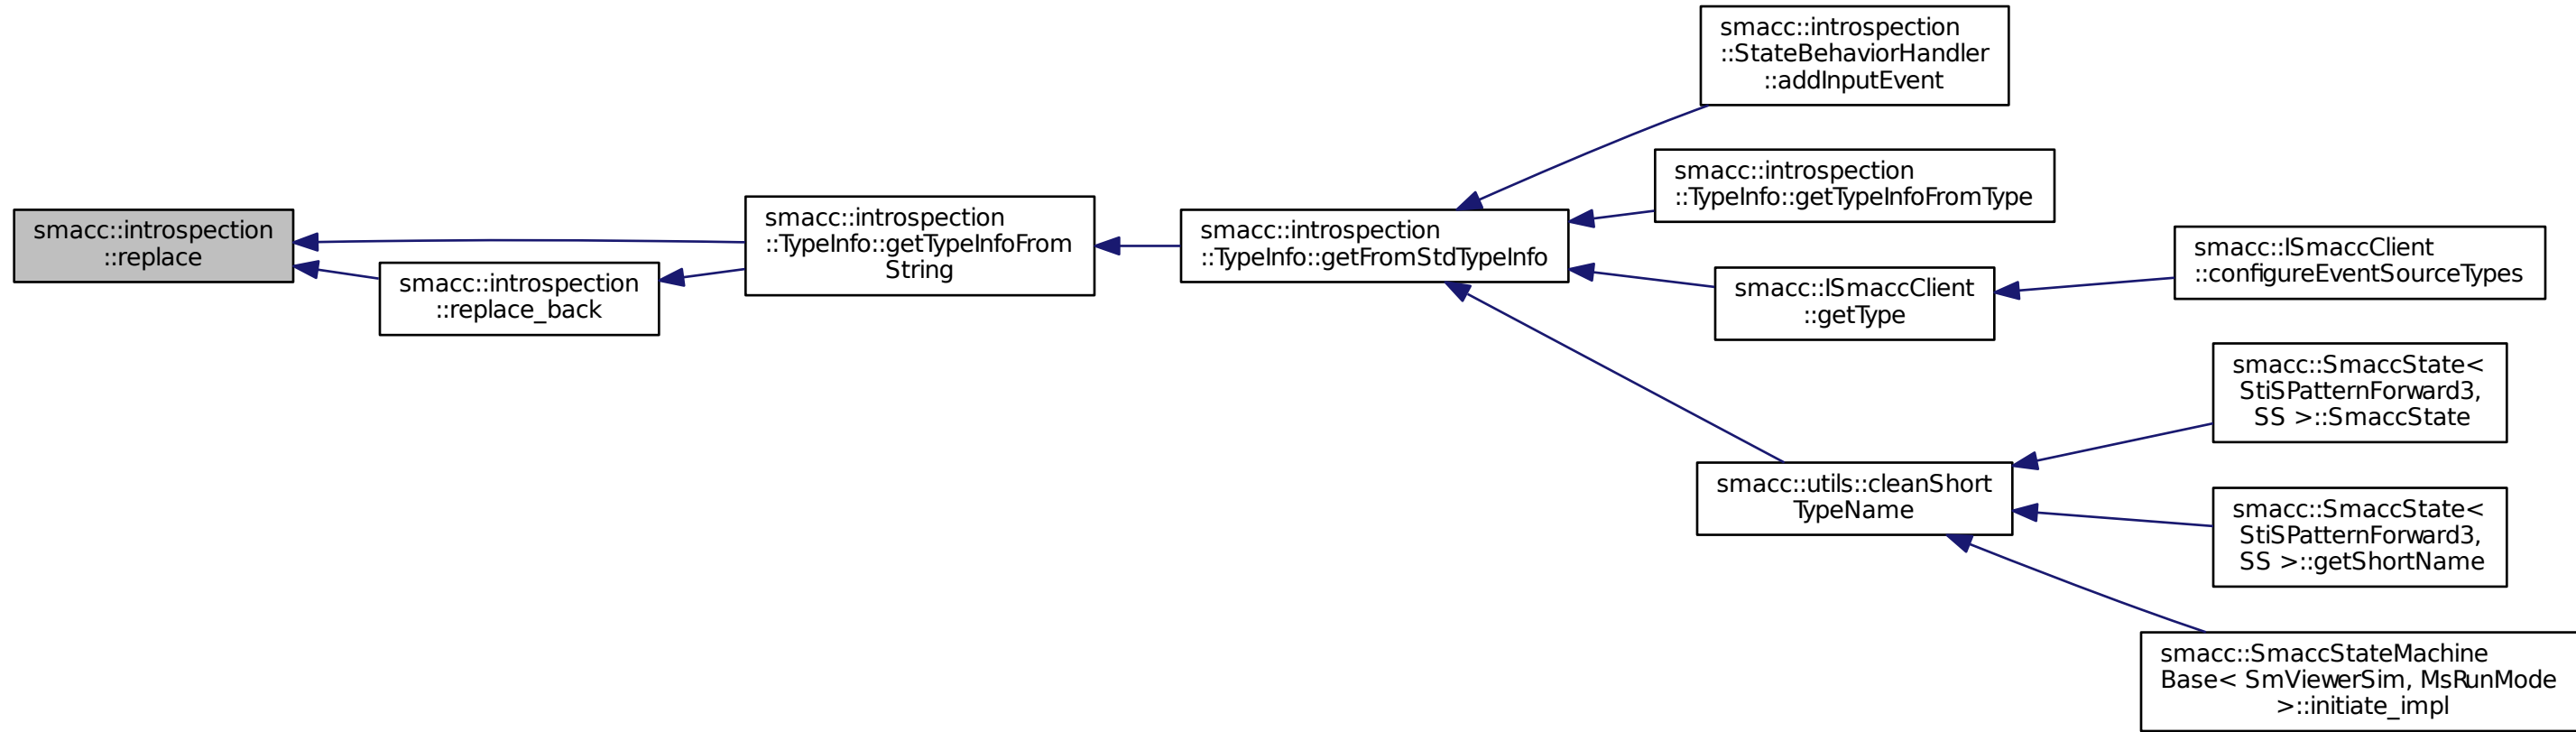 smacc::introspection
::replace
smacc::introspection
::replace_back
smacc::introspection
::TypeInfo::getTypeInfoFrom
String
smacc::introspection
::TypeInfo::getFromStdTypeInfo
smacc::introspection
::StateBehaviorHandler
::addInputEvent
smacc::introspection
::TypeInfo::getTypeInfoFromType
smacc::ISmaccClient
::getType
smacc::ISmaccClient
::configureEventSourceTypes
smacc::utils::cleanShort
TypeName
smacc::SmaccState<
StiSPatternForward3,
SS >::SmaccState
smacc::SmaccState<
StiSPatternForward3,
SS >::getShortName
smacc::SmaccStateMachine
Base< SmViewerSim, MsRunMode
>::initiate_impl